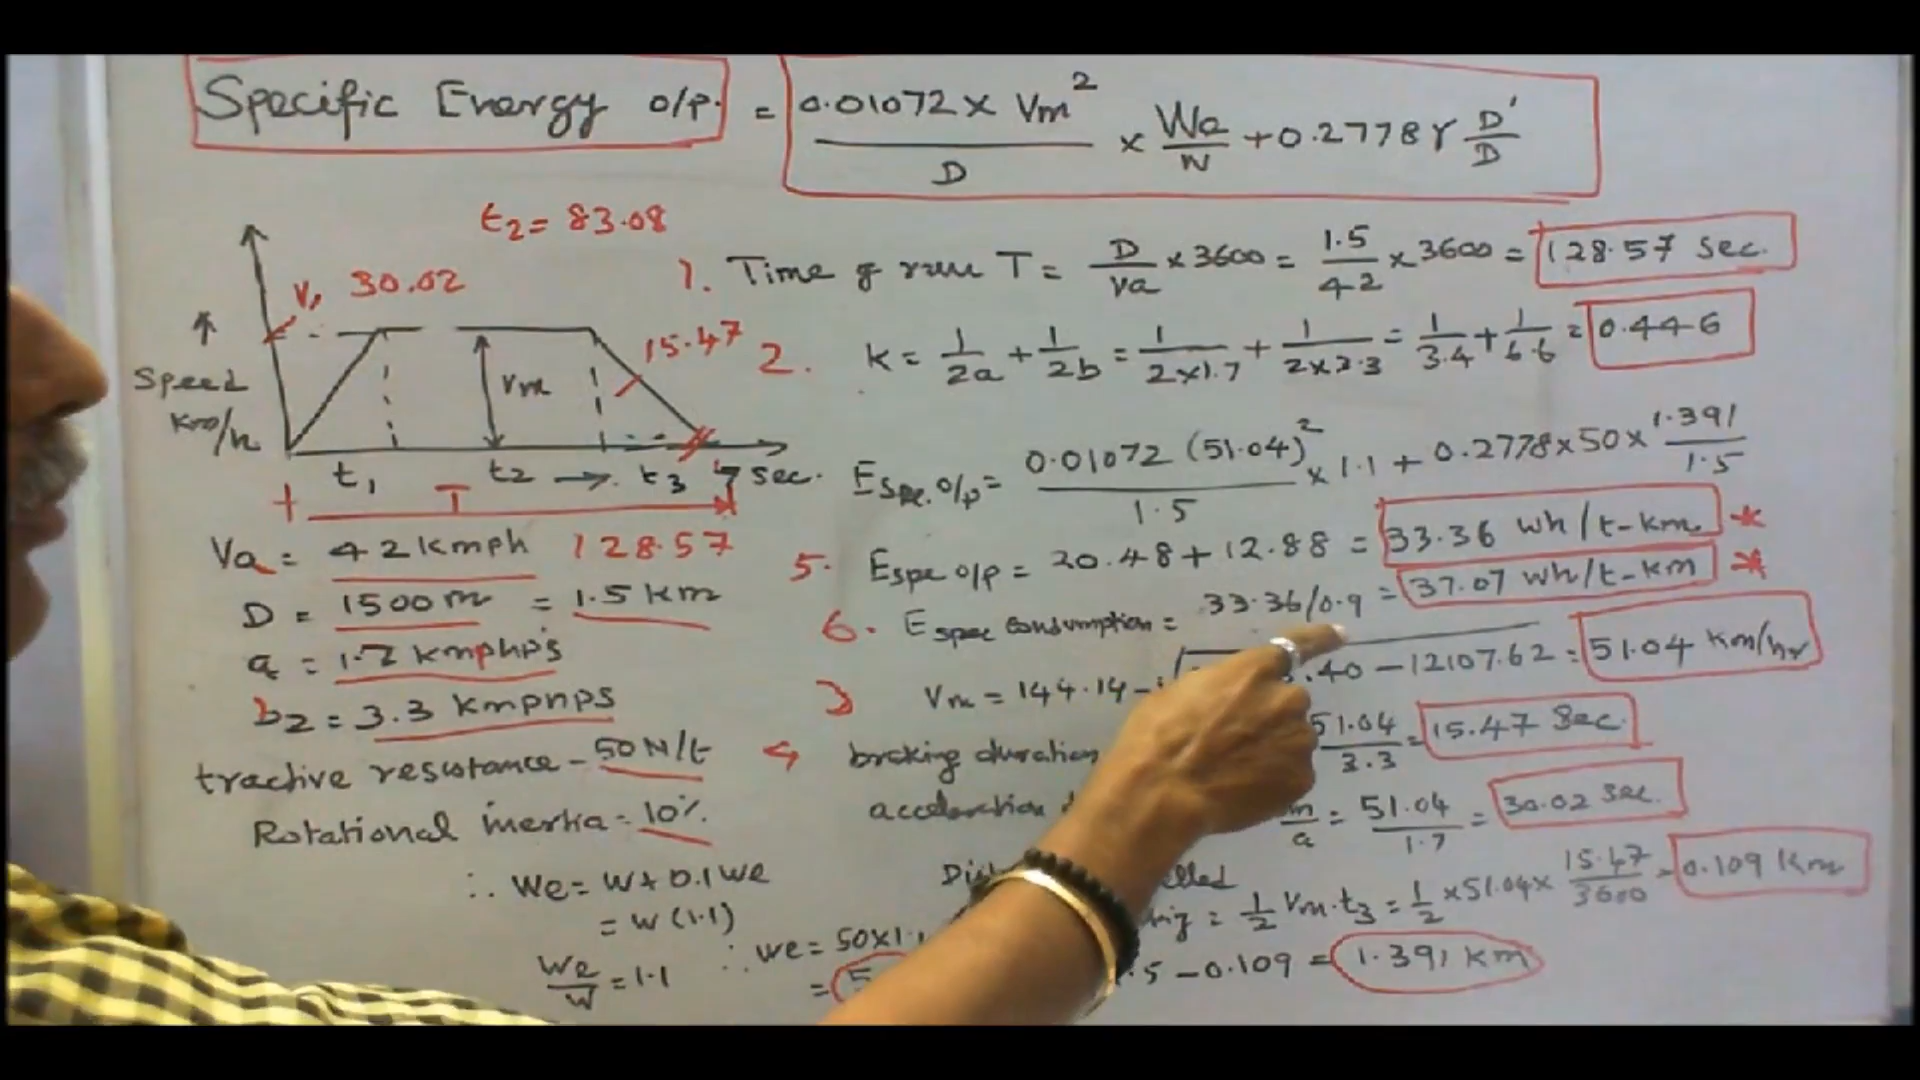 Specific Energy o/p. = 0.01072 x Vm² / D x We/W + 0.2778 r D'/D
t2 = 83.08
V, 30.02
15.47
Speed
Km/h
Vm
t1 t2 → t3 sec.
T
Va = 42 kmph 128.57
D = 1500m = 1.5 km
a = 1.7 kmphps
b2 = 3.3 kmphps
tractive resistance - 50 N/t
Rotational inertia = 10%.
∴ We = W + 0.1 We
= W (1.1)
We/W = 1.1
∴ We = 50x1.
= 5
1. Time of run T = D/Va x 3600 = 1.5/42 x 3600 = 128.57 sec.
2. K = 1/2a + 1/2b = 1/2x1.7 + 1/2x3.3 = 1/3.4 + 1/6.6 = 0.446
Espe. o/p = 0.01072 (51.04)² / 1.5 x 1.1 + 0.2778 x 50 x 1.391/1.5
5. Espe o/p = 20.48 + 12.88 = 33.36 wh/t-km *
6. Espec consumption = 33.36/0.9 = 37.07 wh/t-km *
3 Vm = 144.14 - .40 - 12107.62 = 51.04 km/hr
4 braking duration 51.04/3.3 = 15.47 Sec.
acceleration m/a = 51.04/1.7 = 30.02 sec.
lled
= 1/2 Vm.t3 = 1/2 x 51.04 x 15.47/3600 = 0.109 km
.5 - 0.109 = 1.391 km